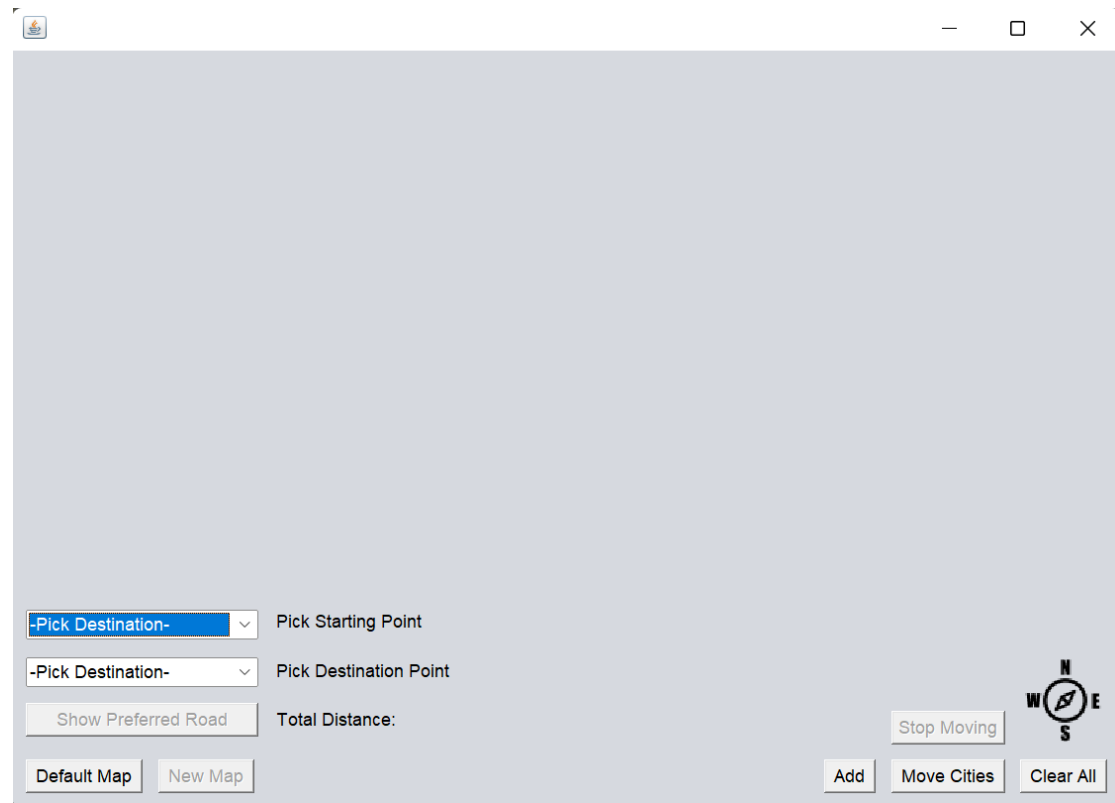 -Pick Destination-
Pick Starting Point
-Pick Destination-
Pick Destination Point
Show Preferred Road
Total Distance:
N
W E
S
Stop Moving
Default Map
New Map
Add
Move Cities
Clear All